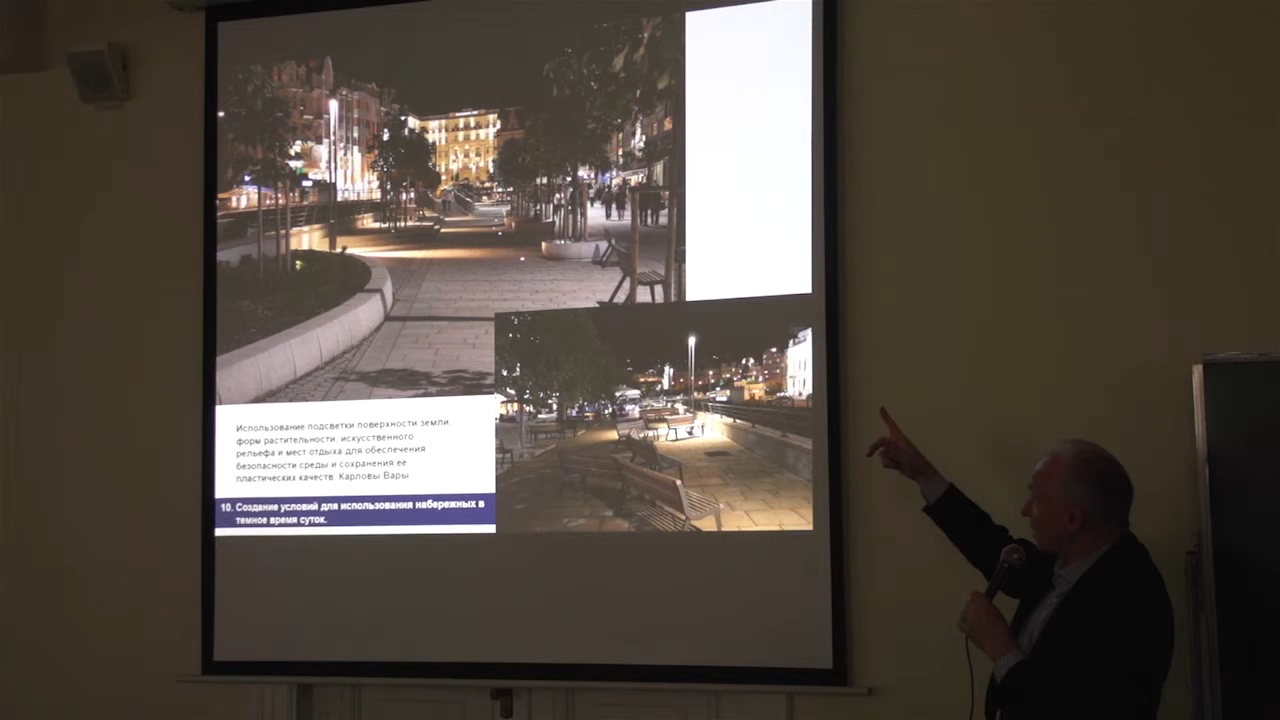 Использование подсветки поверхности земли,
форм растительности, искусственного
рельефа и мест отдыха для обеспечения
безопасности среды и сохранения ее
пластических качеств. Карловы Вары
10. Создание условий для использования набережных в
темное время суток.